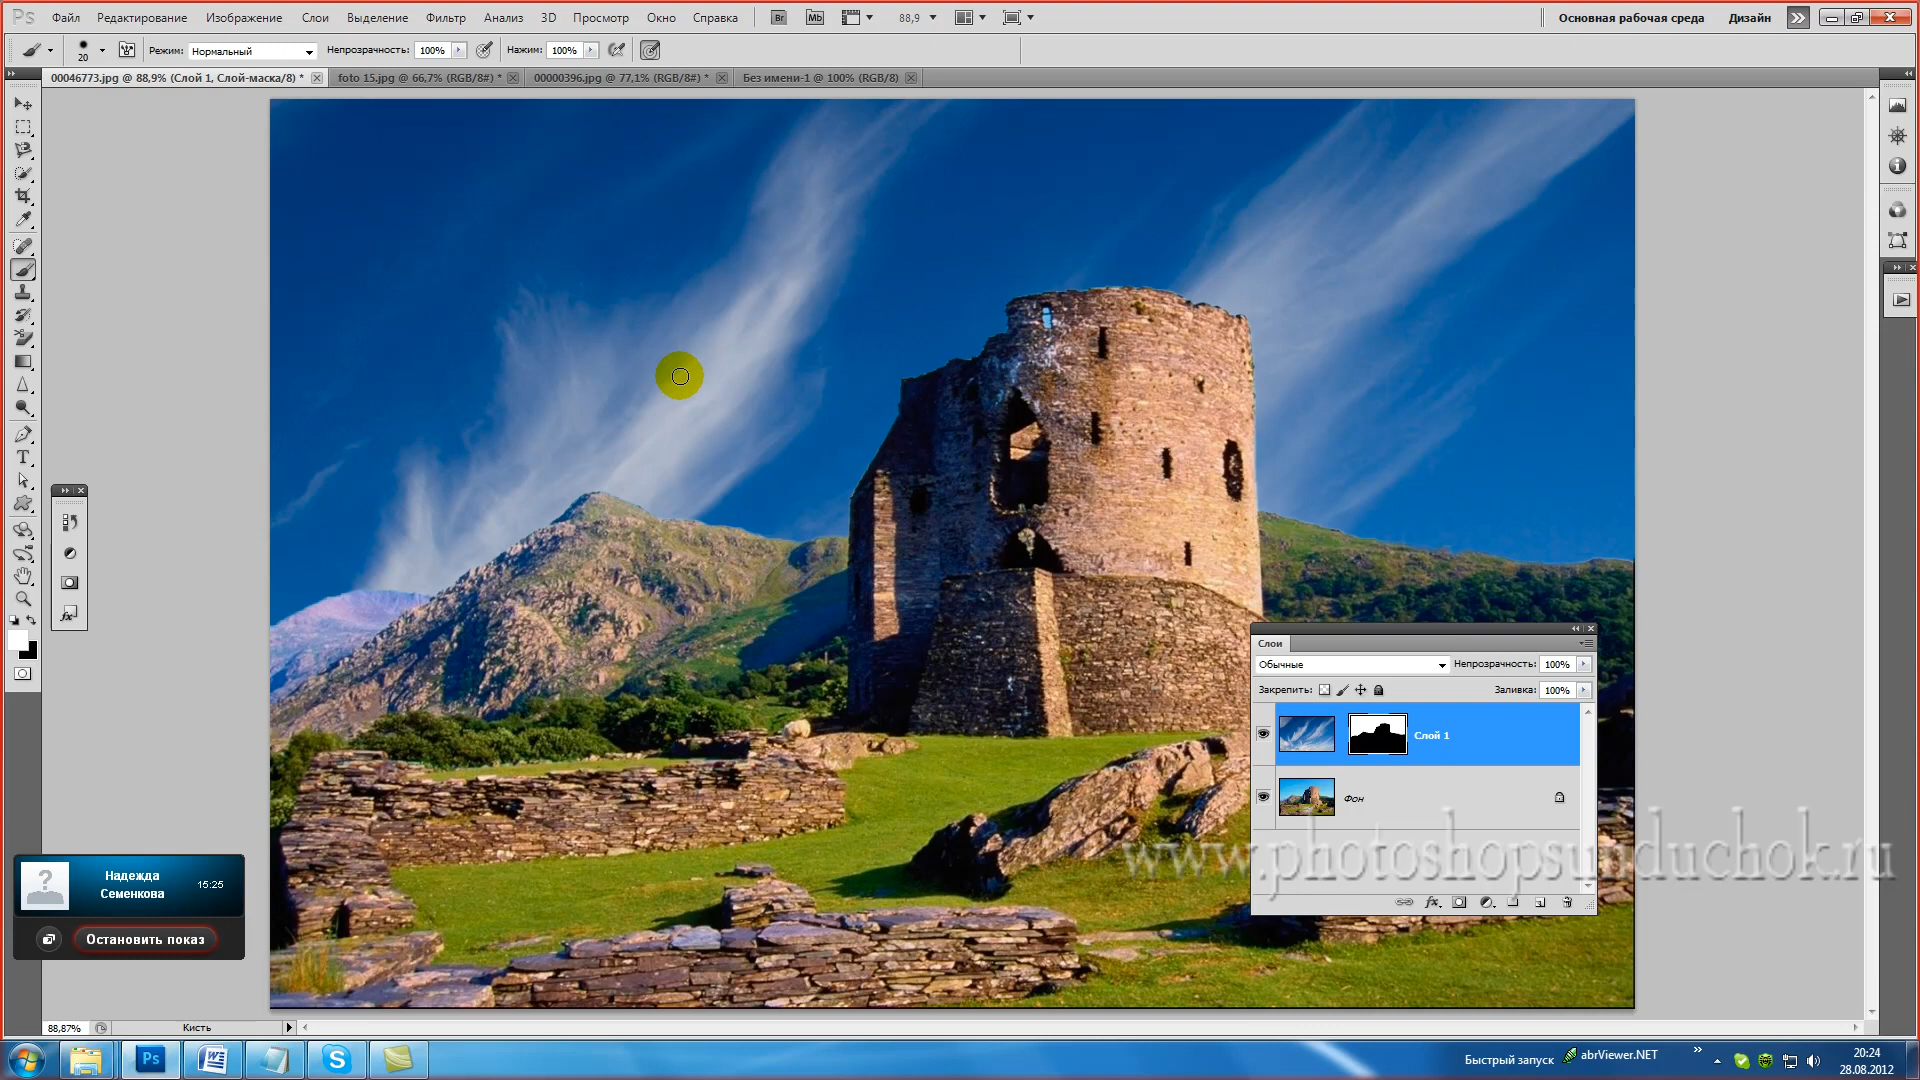 Ps Файл Редактирование Изображение Слои Выделение Фильтр Анализ 3D Просмотр Окно Справка Br Mb 88,9 Основная рабочая среда Дизайн
20 Режим: Нормальный Непрозрачность: 100% Нажим: 100%
00046773.jpg @ 88,9% (Слой 1, Слой-маска/8) * foto 15.jpg @ 66,7% (RGB/8#) * 00000396.jpg @ 77,1% (RGB/8#) * Без имени-1 @ 100% (RGB/8)
Слои
Обычные Непрозрачность: 100%
Закрепить: Заливка: 100%
Слой 1
Фон
www.photoshopsunduchok.ru
Надежда
Семенкова
15:25
Остановить показ
88,87% Кисть
Ps
Быстрый запуск abrViewer.NET
20:24
28.08.2012